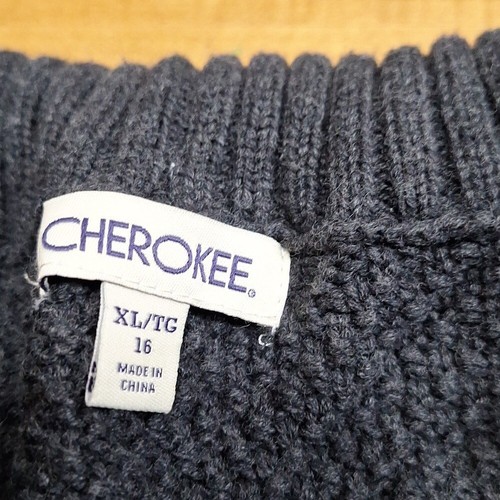 CHEROKEE®
XL/TG
16
MADE IN
CHINA